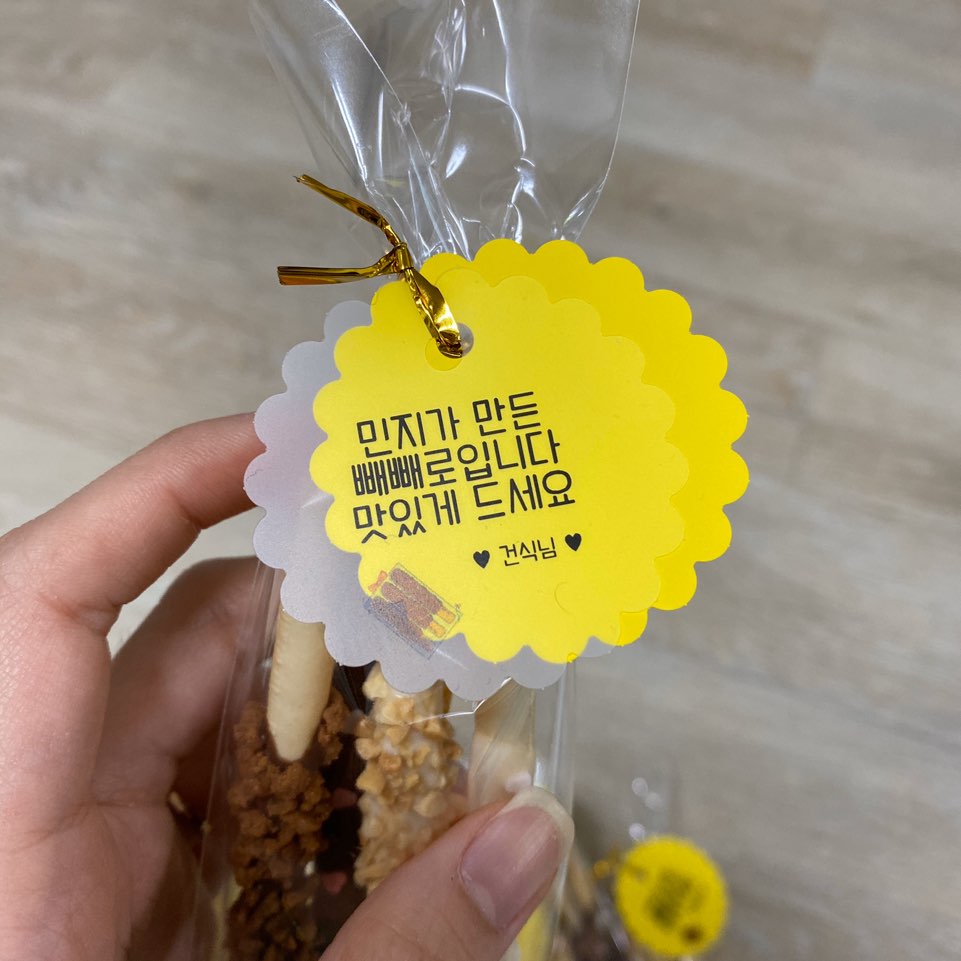 민지가 만든
빼빼로입니다
맛있게 드세요
♥ 건식님 ♥